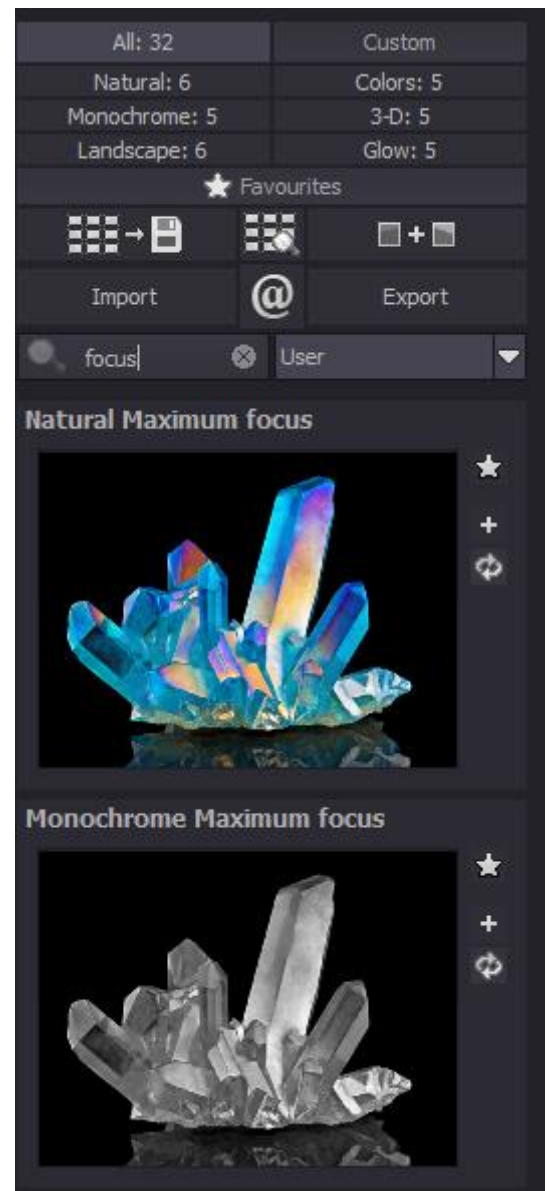 All: 32 Custom
Natural: 6 Colors: 5
Monochrome: 5 3-D: 5
Landscape: 6 Glow: 5
Favourites
Import @ Export
focus User
Natural Maximum focus
Monochrome Maximum focus